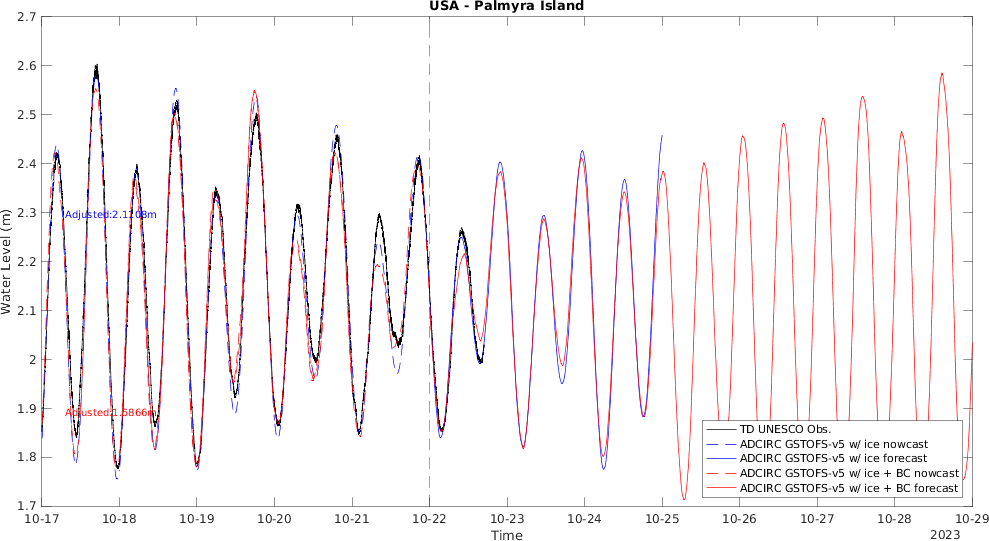 USA - Palmyra Island
2.7
2.6
2.5
2.4
2.3
2.2
2.1
2
1.9
1.8
1.7
Water Level (m)
Adjusted:2.1108m
Adjusted:1.5866m
TD UNESCO Obs.
ADCIRC GSTOFS-v5 w/ ice nowcast
ADCIRC GSTOFS-v5 w/ ice forecast
ADCIRC GSTOFS-v5 w/ ice + BC nowcast
ADCIRC GSTOFS-v5 w/ ice + BC forecast
10-17 10-18 10-19 10-20 10-21 10-22 10-23 10-24 10-25 10-26 10-27 10-28 10-29
Time
2023